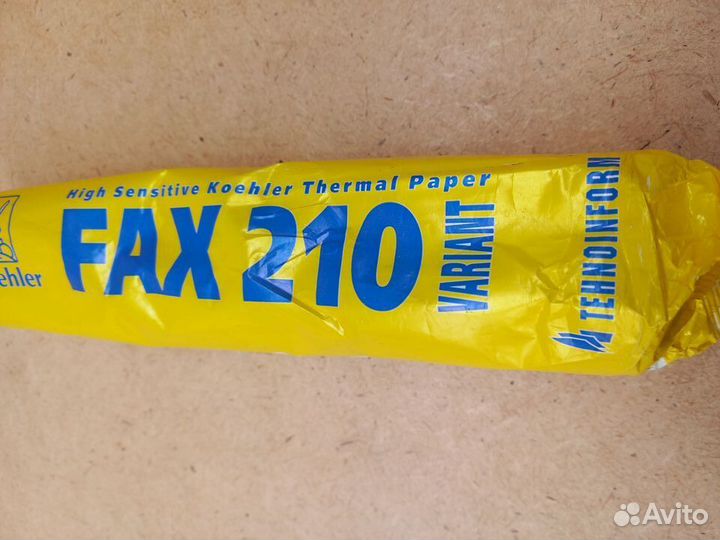 High Sensitive Koehler Thermal Paper
FAX 210
VARIANT
TEHNOINFORM
ehler
Avito